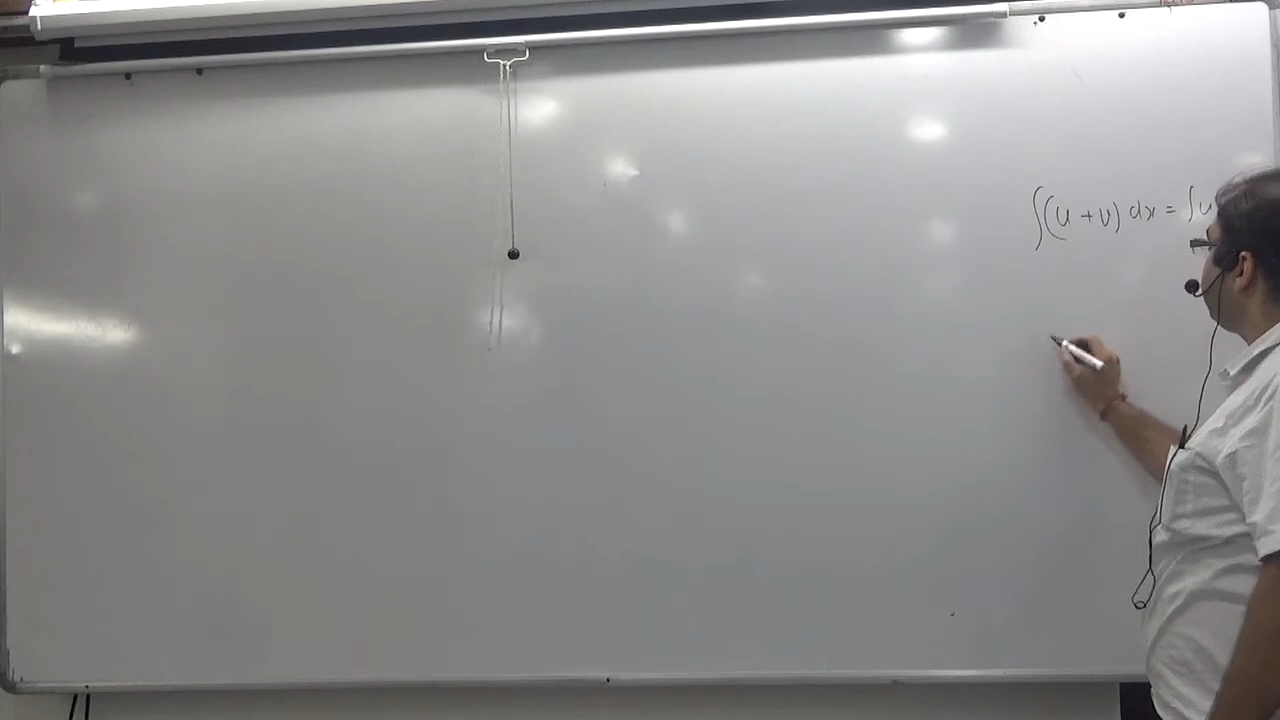 ∫(u + v) dx = ∫u